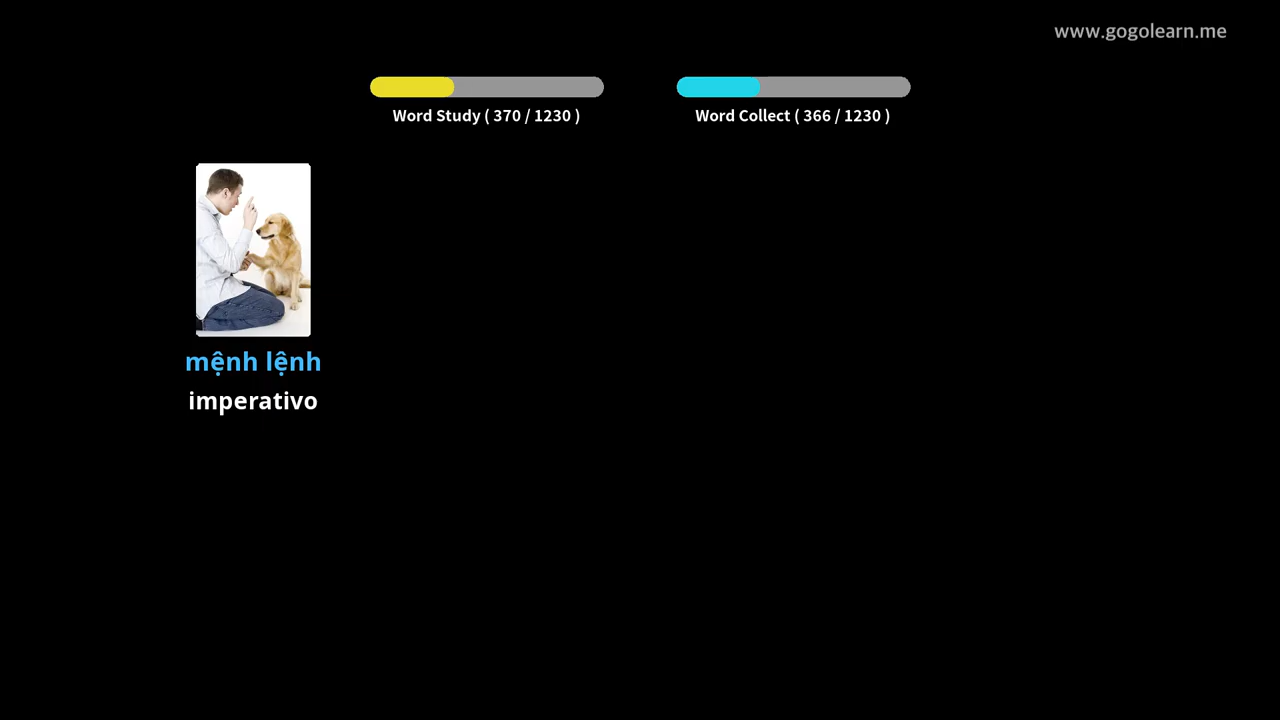 www.gogolearn.me
Word Study ( 370 / 1230 )
Word Collect ( 366 / 1230 )
mệnh lệnh
imperativo